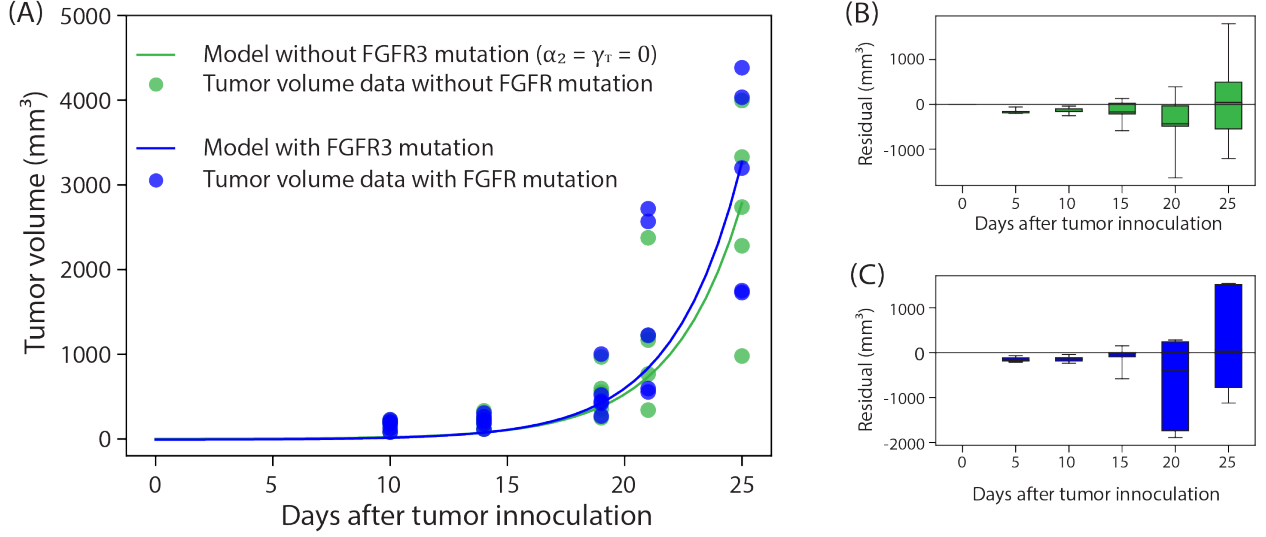 (A)
5000
4000
3000
2000
1000
0
Tumor volume (mm³)
Model without FGFR3 mutation (α₂ = γₜ = 0)
Tumor volume data without FGFR mutation
Model with FGFR3 mutation
Tumor volume data with FGFR mutation
0 5 10 15 20 25
Days after tumor innoculation
(B)
1000
0
-1000
Residual (mm³)
0 5 10 15 20 25
Days after tumor innoculation
(C)
1000
0
-1000
-2000
Residual (mm³)
0 5 10 15 20 25
Days after tumor innoculation